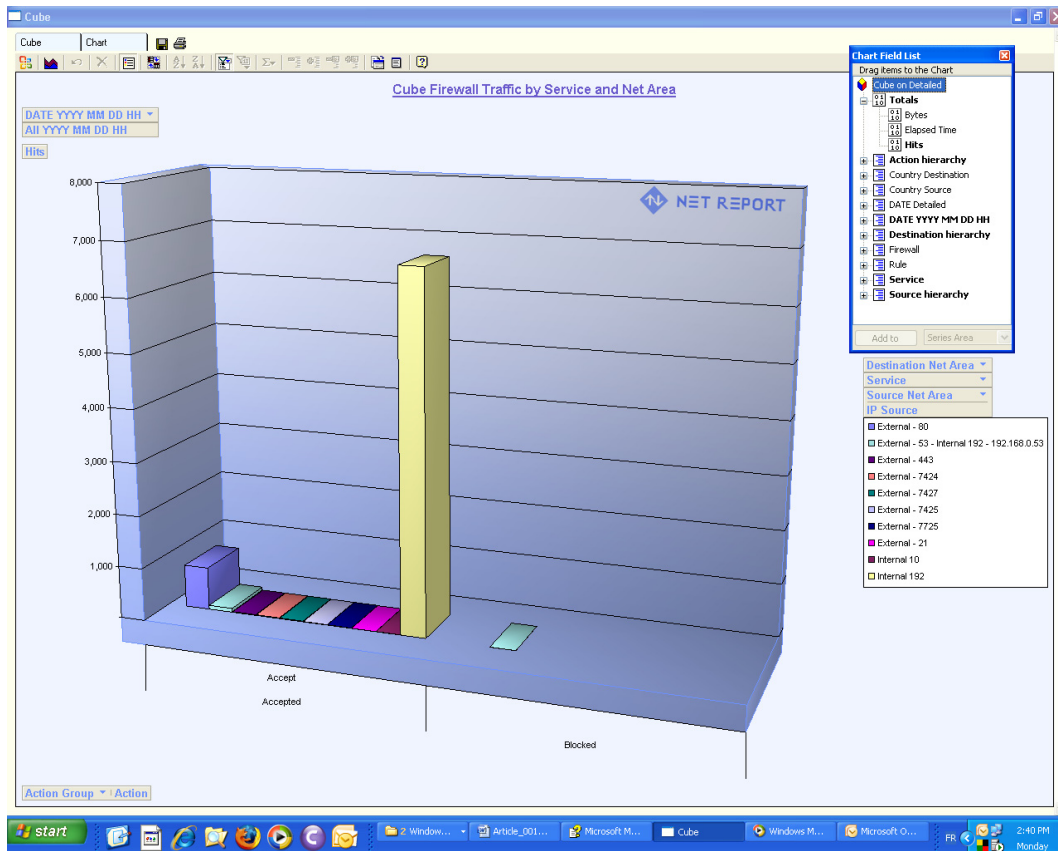 Cube
Cube
Chart
Cube Firewall Traffic by Service and Net Area
DATE YYYY MM DD HH
All YYYY MM DD HH
Hits
NET REPORT
8,000
7,000
6,000
5,000
4,000
3,000
2,000
1,000
Accept
Accepted
Blocked
Action Group
Action
Chart Field List
Drag items to the Chart
Cube on Detailed
Totals
Bytes
Elapsed Time
Hits
Action hierarchy
Country Destination
Country Source
DATE Detailed
DATE YYYY MM DD HH
Destination hierarchy
Firewall
Rule
Service
Source hierarchy
Add to
Series Area
Destination Net Area
Service
Source Net Area
IP Source
External - 80
External - 53 - Internal 192 - 192.168.0.53
External - 443
External - 7424
External - 7427
External - 7425
External - 7725
External - 21
Internal 10
Internal 192
start
2 Window...
Article_001...
Microsoft M...
Cube
Windows M...
Microsoft O...
FR
2:40 PM
Monday